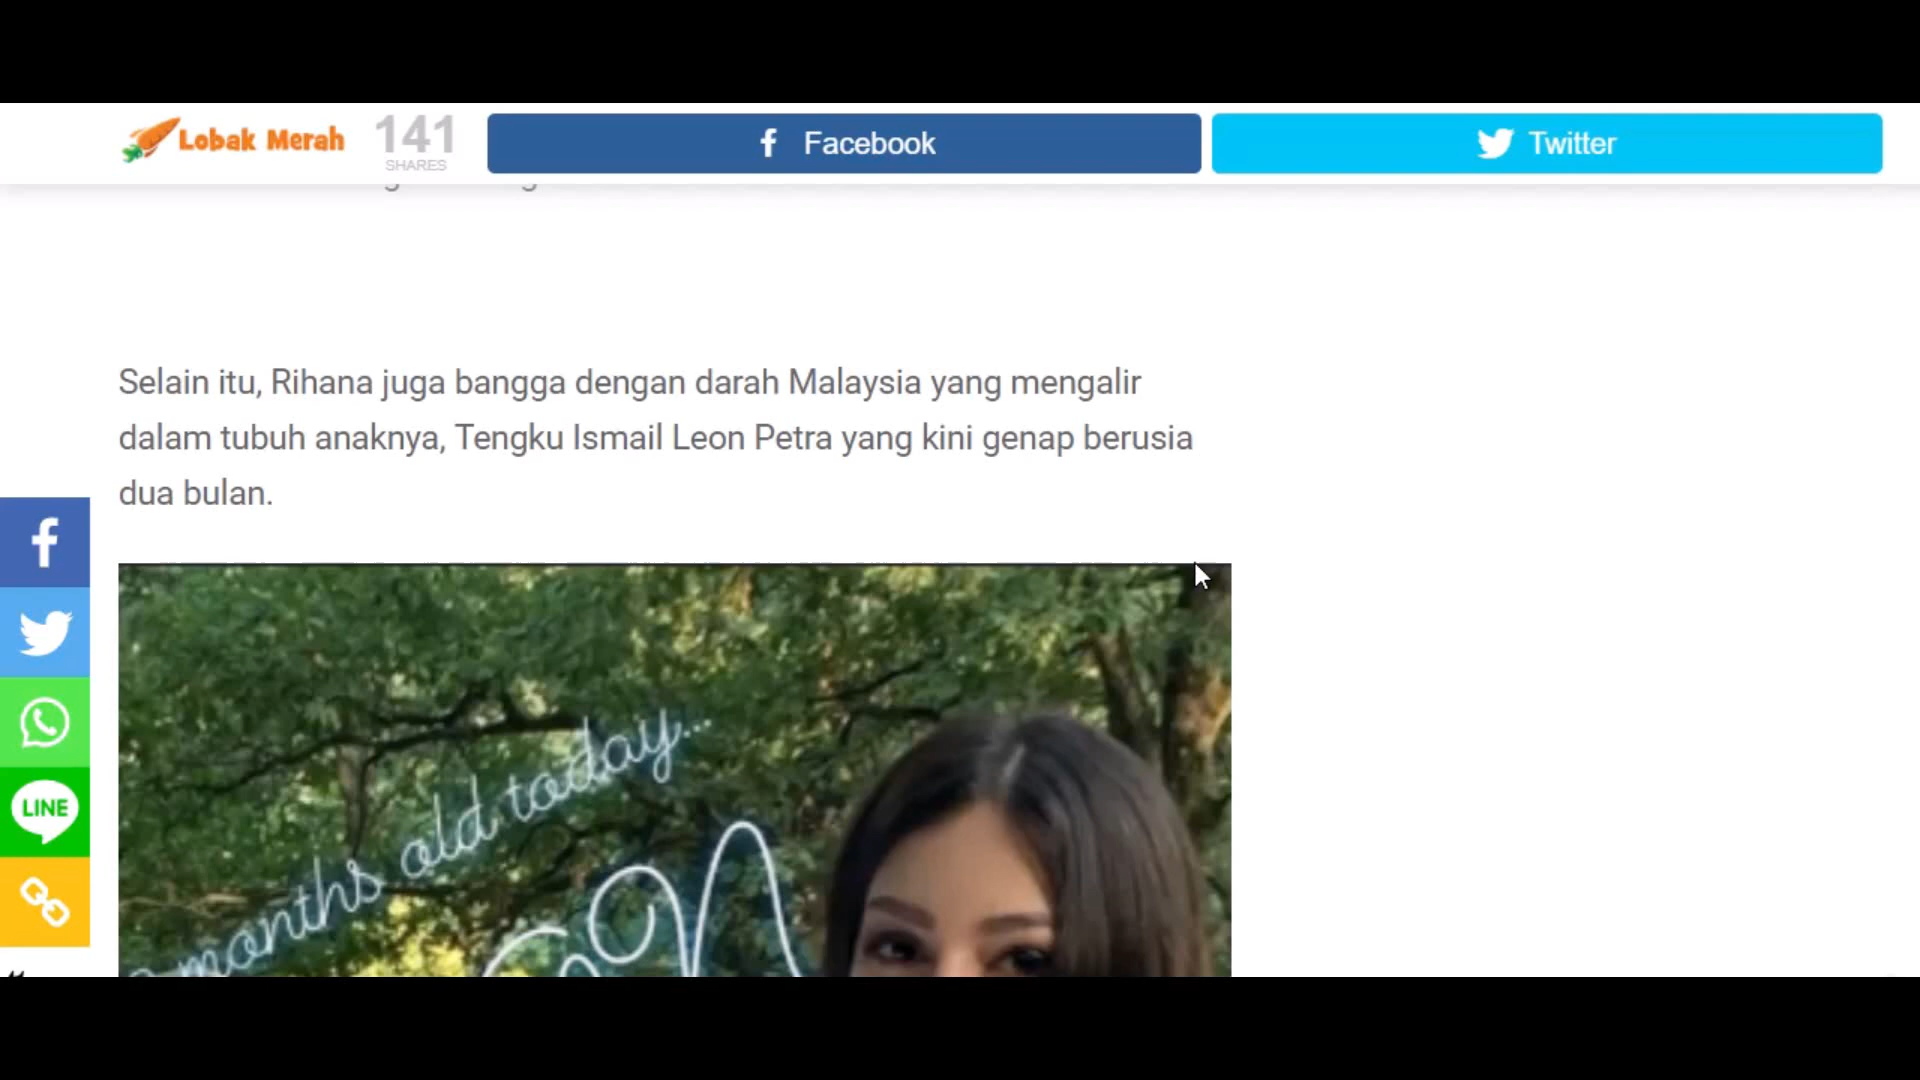 Lobak Merah
141
SHARES
Facebook
Twitter
Selain itu, Rihana juga bangga dengan darah Malaysia yang mengalir
dalam tubuh anaknya, Tengku Ismail Leon Petra yang kini genap berusia
dua bulan.
LINE
months old today...